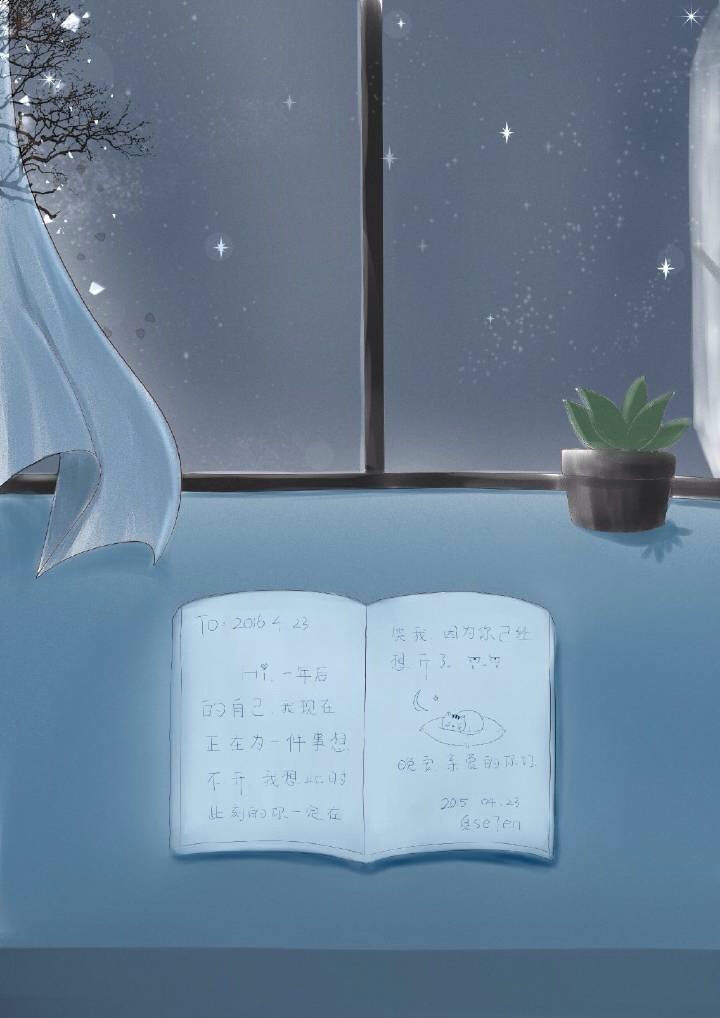 TO: 2016.4.23
Hi, 一年后
的自己,我现在
正在为一件事想
不开,我想此时
此刻的你一定在
笑我,因为你已经
想开了
晚安,亲爱的你们
2015.04.23